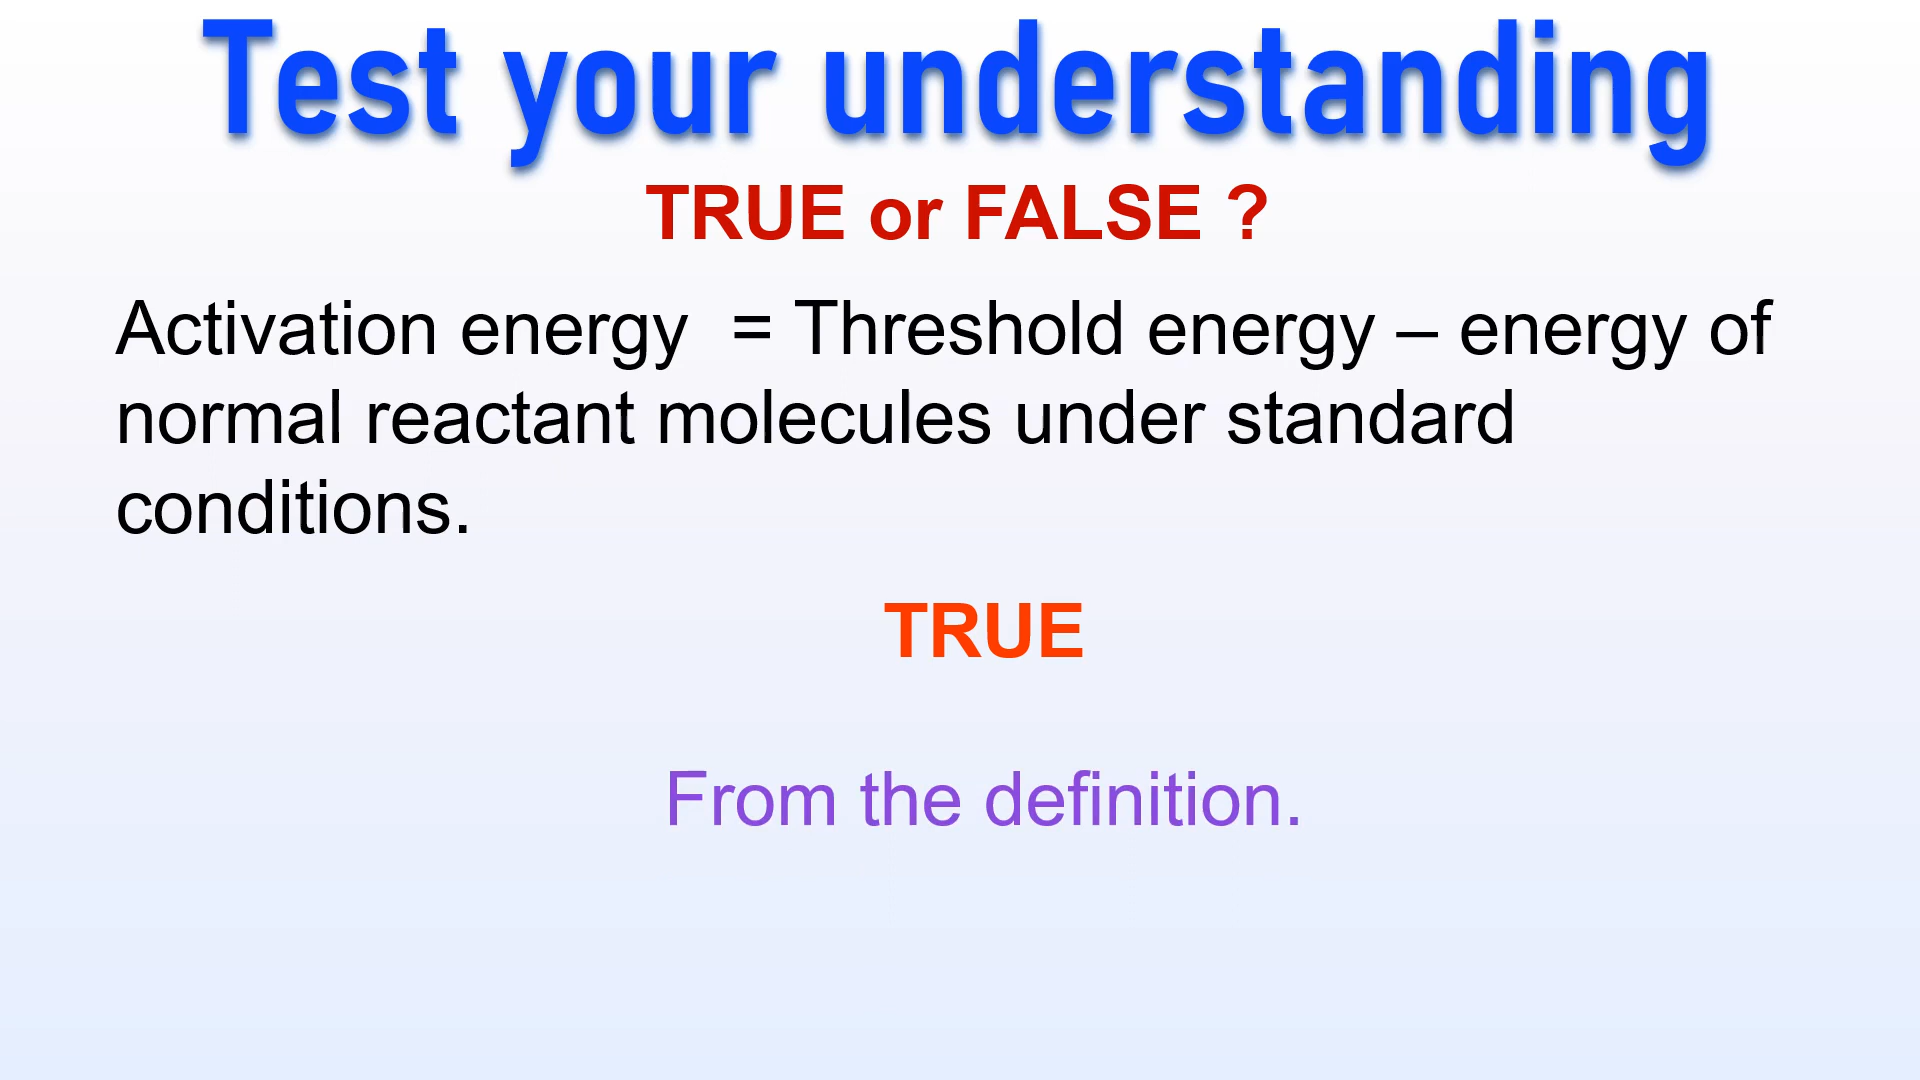 Test your understanding
TRUE or FALSE ?
Activation energy  = Threshold energy – energy of
normal reactant molecules under standard
conditions.
TRUE
From the definition.